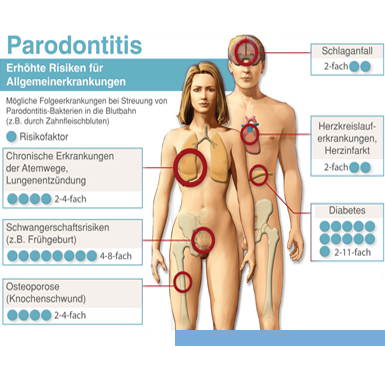 Parodontitis
Erhöhte Risiken für
Allgemeinerkrankungen
Mögliche Folgeerkrankungen bei Streuung von
Parodontitis-Bakterien in die Blutbahn
(z.B. durch Zahnfleischbluten)
Risikofaktor
Chronische Erkrankungen
der Atemwege,
Lungenentzündung
2-4-fach
Schwangerschaftsrisiken
(z.B. Frühgeburt)
4-8-fach
Osteoporose
(Knochenschwund)
2-4-fach
Schlaganfall
2-fach
Herzkreislauf-
erkrankungen,
Herzinfarkt
2-fach
Diabetes
2-11-fach